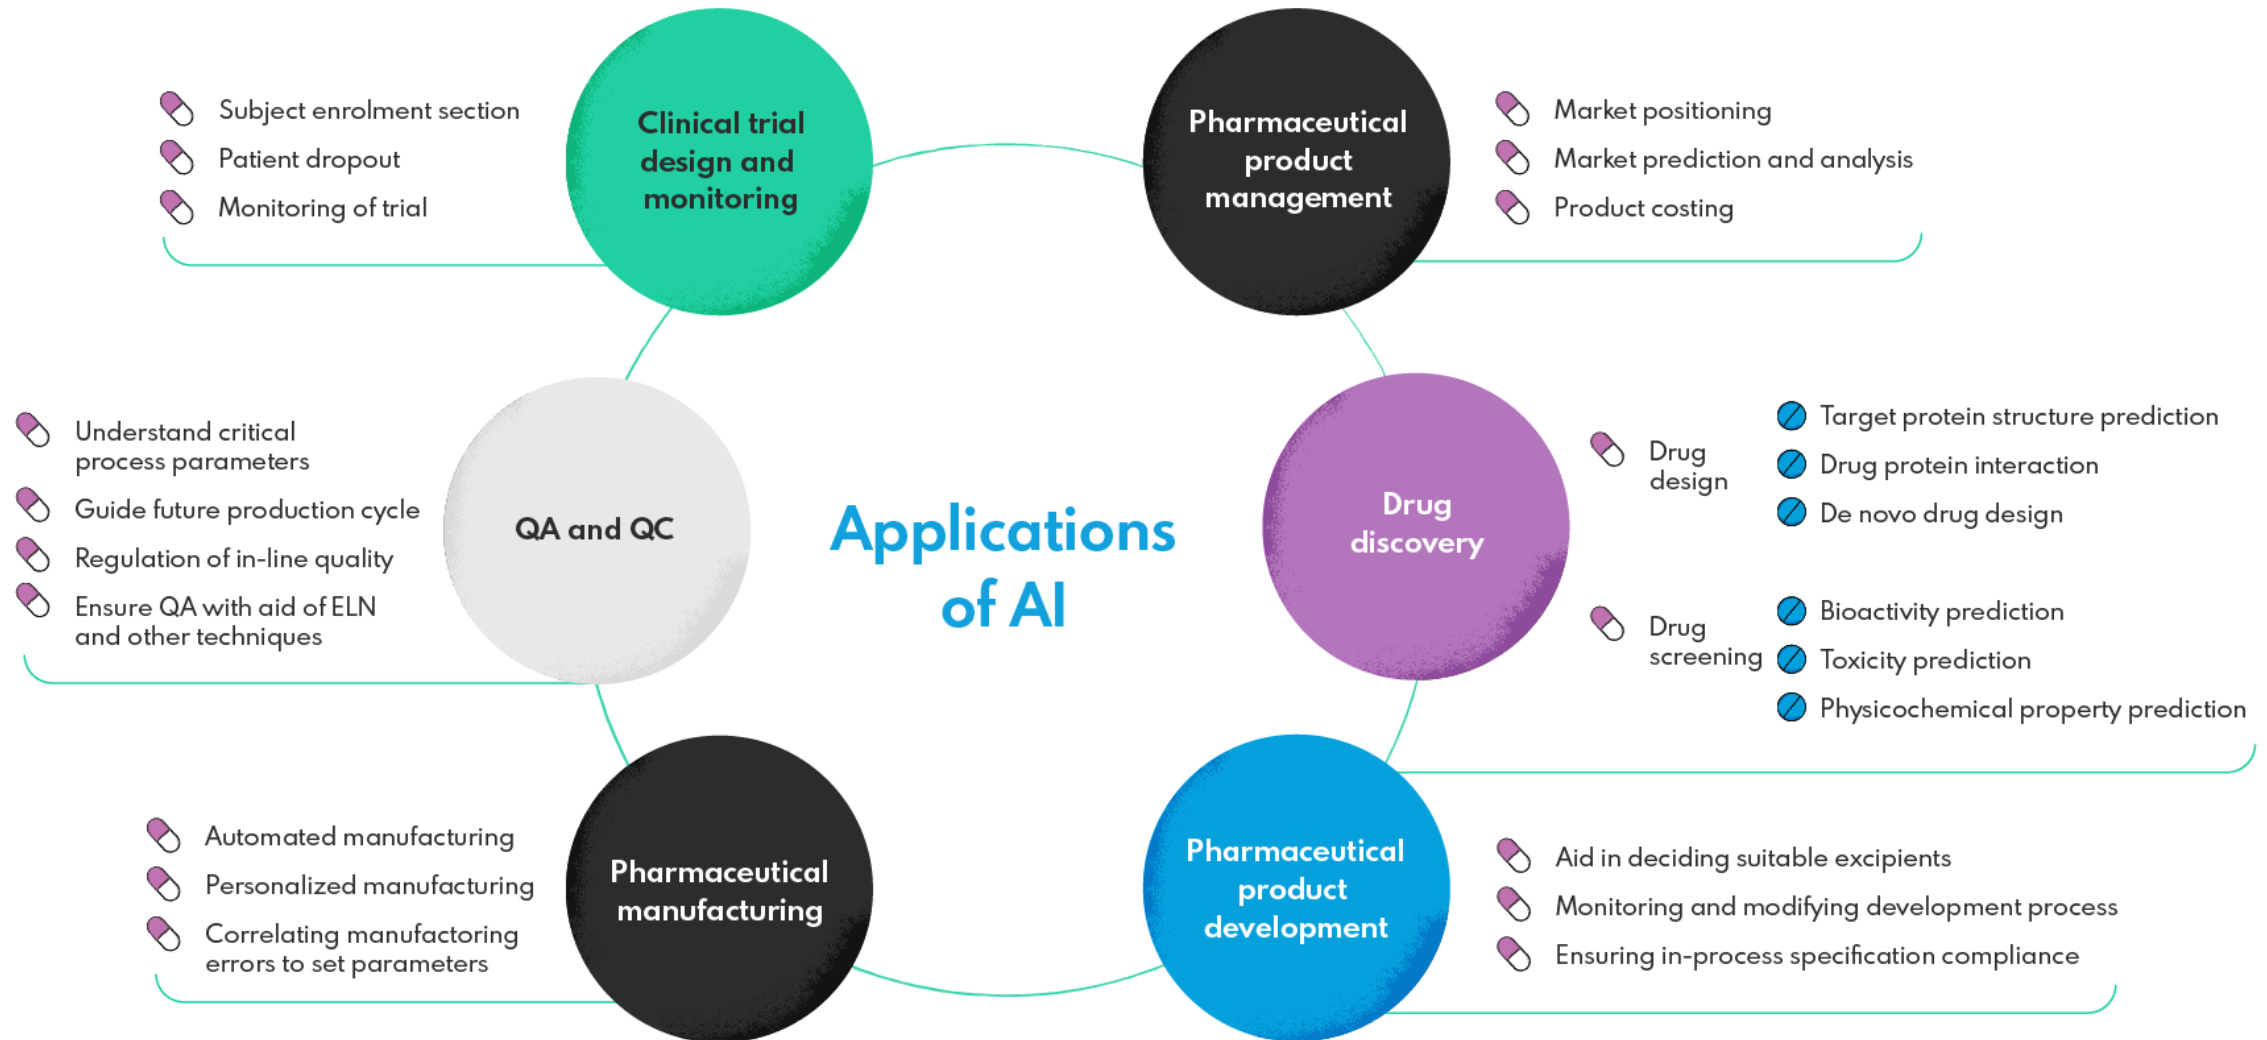 Applications
of AI
Clinical trial
design and
monitoring
Subject enrolment section
Patient dropout
Monitoring of trial
Pharmaceutical
product
management
Market positioning
Market prediction and analysis
Product costing
QA and QC
Understand critical
process parameters
Guide future production cycle
Regulation of in-line quality
Ensure QA with aid of ELN
and other techniques
Drug
discovery
Drug
design
Target protein structure prediction
Drug protein interaction
De novo drug design
Drug
screening
Bioactivity prediction
Toxicity prediction
Physicochemical property prediction
Pharmaceutical
manufacturing
Automated manufacturing
Personalized manufacturing
Correlating manufactoring
errors to set parameters
Pharmaceutical
product
development
Aid in deciding suitable excipients
Monitoring and modifying development process
Ensuring in-process specification compliance